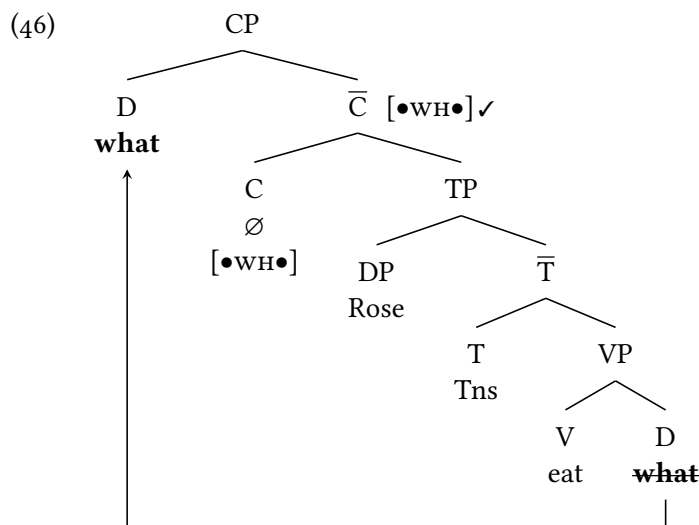 (46) CP
D C̅ [•WH•]✓
what
C TP
∅
[•WH•] DP T̅
Rose
T VP
Tns
V D
eat what